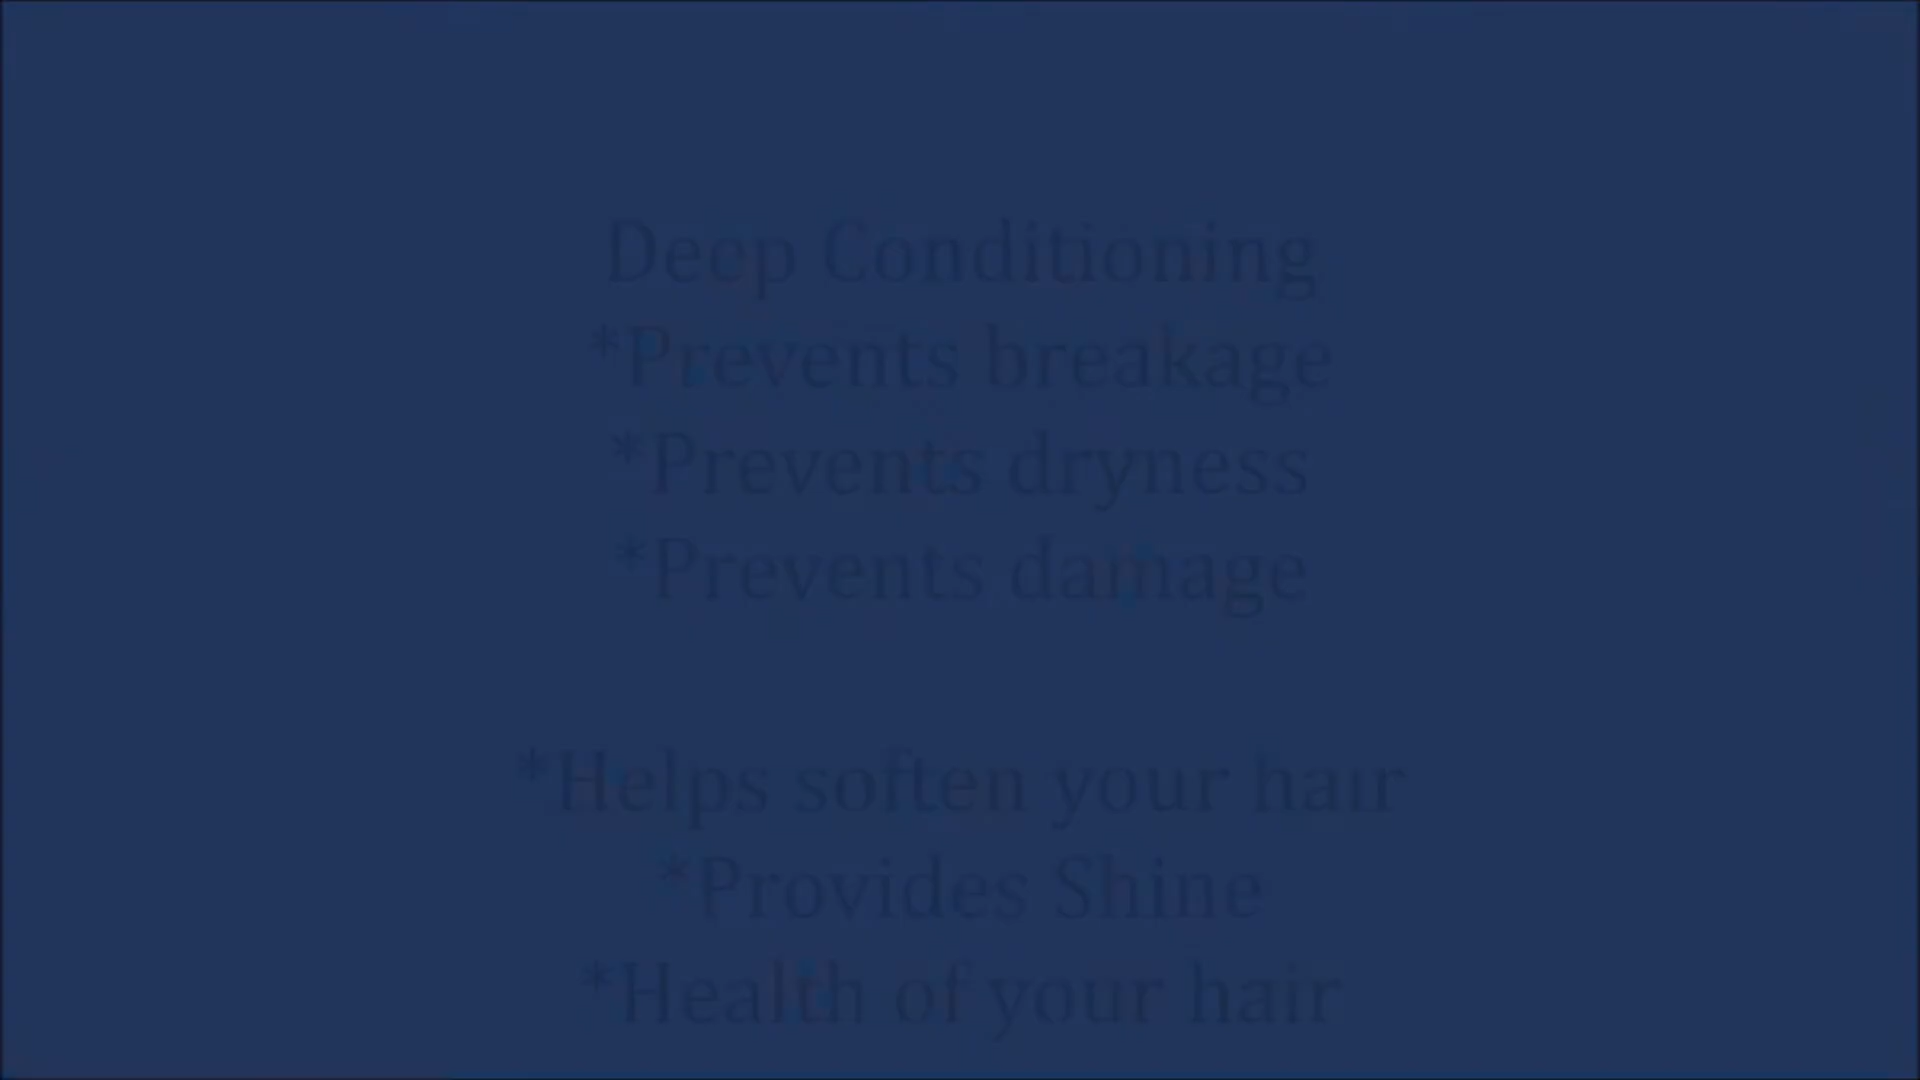 Deep Conditioning
*Prevents breakage
*Prevents dryness
*Prevents damage
*Helps soften your hair
*Provides Shine
*Health of your hair